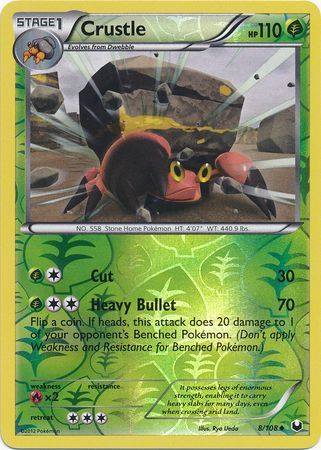 STAGE1 Crustle HP110
Evolves from Dwebble
NO. 558 Stone Home Pokémon HT: 4'07" WT: 440.9 lbs.
Cut 30
Heavy Bullet 70
Flip a coin. If heads, this attack does 20 damage to 1
of your opponent's Benched Pokémon. (Don't apply
Weakness and Resistance for Benched Pokémon.)
weakness resistance
×2
retreat
It possesses legs of enormous
strength, enabling it to carry
heavy slabs for many days, even
when crossing arid land.
©2012 Pokémon Illus. Ryo Ueda 8/108